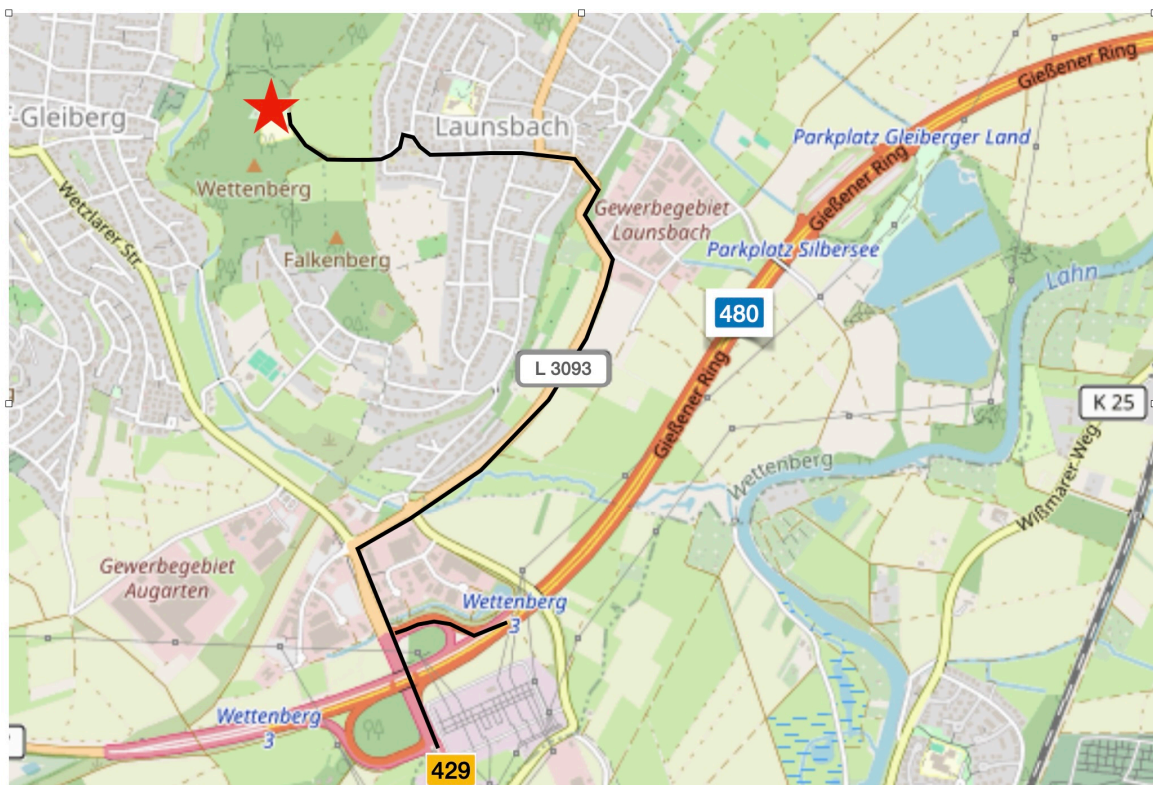 Gießener Ring
Gleiberg
Launsbach
Parkplatz Gleiberger Land
Gießener Ring
Wettenberg
Wetzlarer Str.
Gewerbegebiet
Launsbach
Falkenberg
Parkplatz Silbersee
Lahn
480
L 3093
Gießener Ring
K 25
Wettenberg
Wißmarer Weg
Gewerbegebiet
Augarten
Wettenberg
3
Wettenberg
3
429